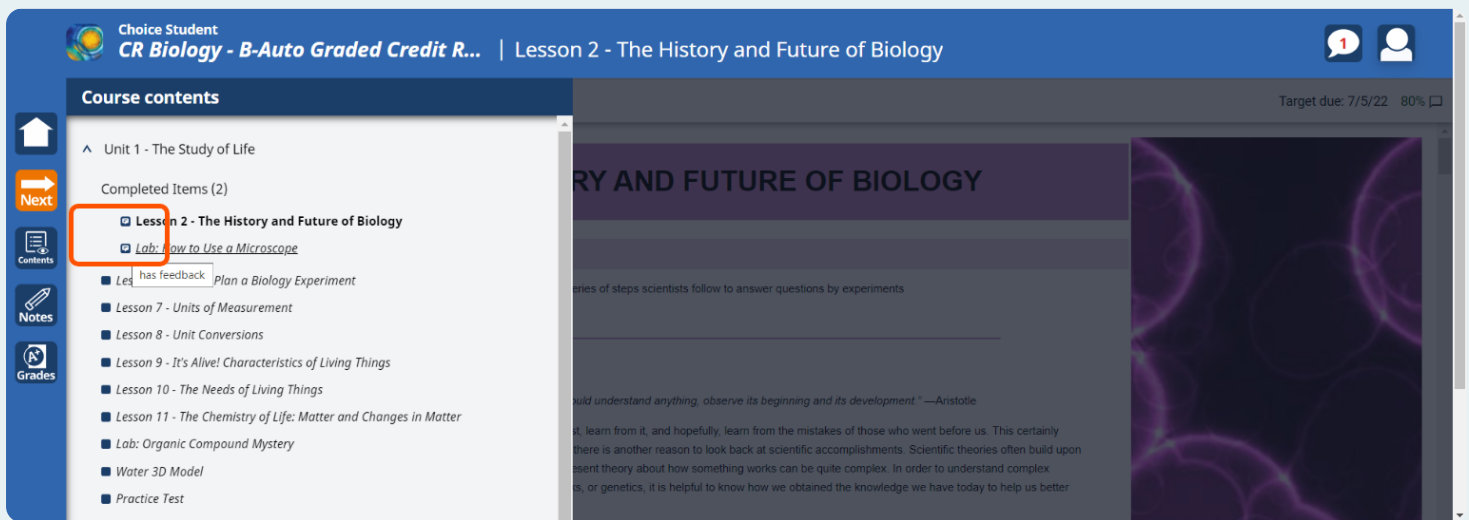 Choice Student
CR Biology - B-Auto Graded Credit R... | Lesson 2 - The History and Future of Biology
1
Course contents
Target due: 7/5/22 80%
Unit 1 - The Study of Life
Completed Items (2)
RY AND FUTURE OF BIOLOGY
Next
Lesson 2 - The History and Future of Biology
Lab: How to Use a Microscope
Contents
has feedback
Plan a Biology Experiment
eries of steps scientists follow to answer questions by experiments
Lesson 7 - Units of Measurement
Notes
Lesson 8 - Unit Conversions
Lesson 9 - It's Alive! Characteristics of Living Things
A+
Grades
Lesson 10 - The Needs of Living Things
ould understand anything, observe its beginning and its development." —Aristotle
Lesson 11 - The Chemistry of Life: Matter and Changes in Matter
st, learn from it, and hopefully, learn from the mistakes of those who went before us. This certainly
Lab: Organic Compound Mystery
there is another reason to look back at scientific accomplishments. Scientific theories often build upon
Water 3D Model
esent theory about how something works can be quite complex. In order to understand complex
ks, or genetics, it is helpful to know how we obtained the knowledge we have today to help us better
Practice Test